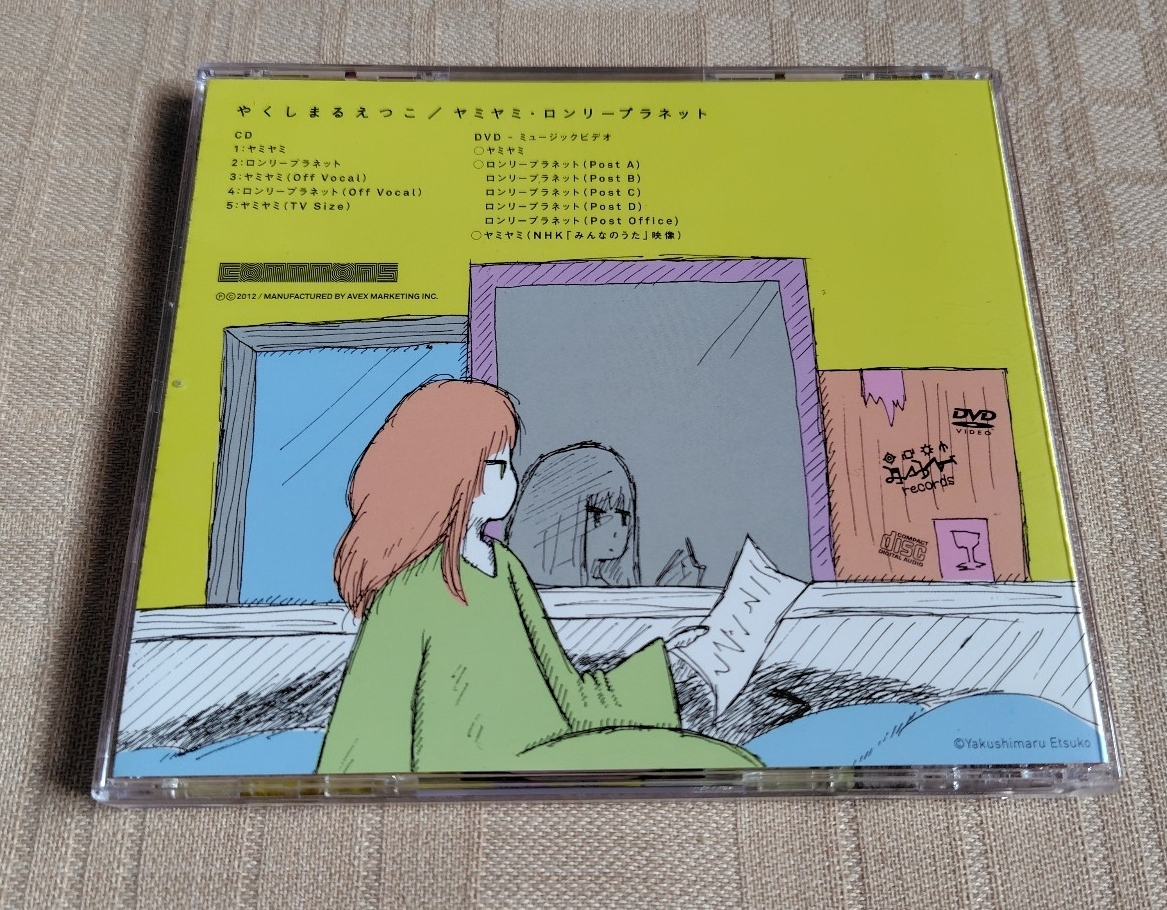 やくしまるえつこ / ヤミヤミ・ロンリープラネット
CD
1:ヤミヤミ
2:ロンリープラネット
3:ヤミヤミ(Off Vocal)
4:ロンリープラネット(Off Vocal)
5:ヤミヤミ(TV Size)
DVD - ミュージックビデオ
○ヤミヤミ
○ロンリープラネット(Post A)
ロンリープラネット(Post B)
ロンリープラネット(Post C)
ロンリープラネット(Post D)
ロンリープラネット(Post Office)
○ヤミヤミ(NHK「みんなのうた」映像)
commmons
Ⓟ©2012 / MANUFACTURED BY AVEX MARKETING INC.
DVD
VIDEO
records
COMPACT
disc
DIGITAL AUDIO
©Yakushimaru Etsuko